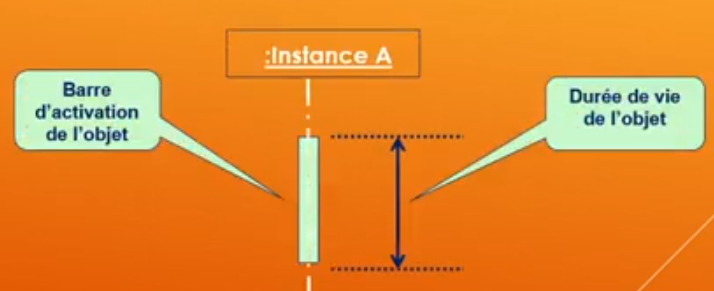 :Instance A
Barre
d'activation
de l'objet
Durée de vie
de l'objet